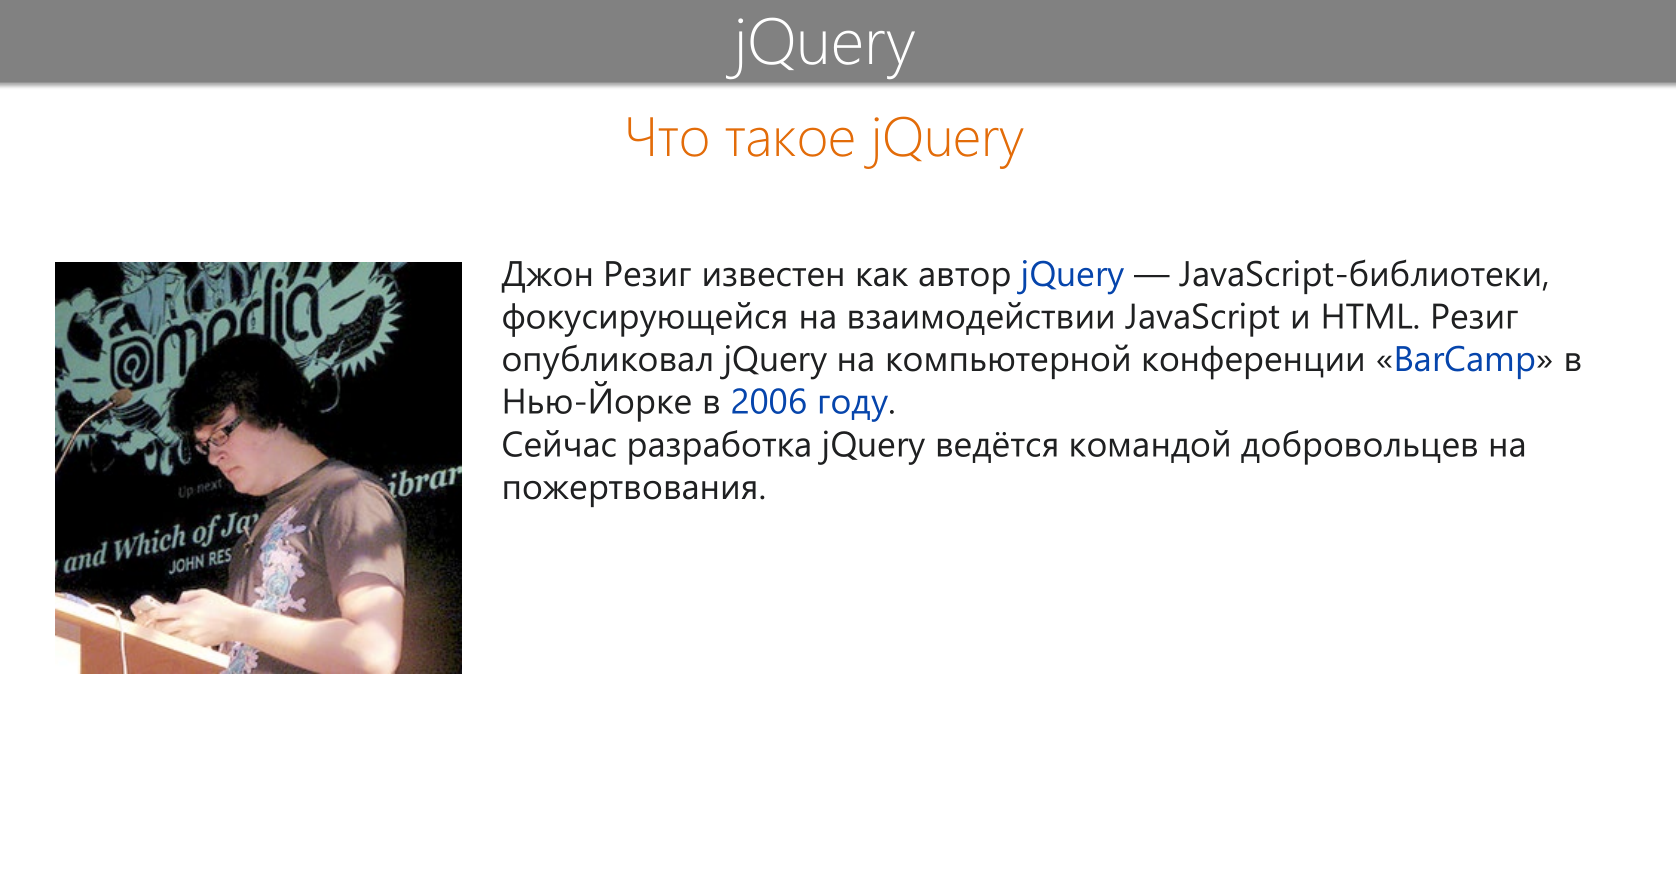 jQuery
Что такое jQuery
Джон Резиг известен как автор jQuery — JavaScript-библиотеки,
фокусирующейся на взаимодействии JavaScript и HTML. Резиг
опубликовал jQuery на компьютерной конференции «BarCamp» в
Нью-Йорке в 2006 году.
Сейчас разработка jQuery ведётся командой добровольцев на
пожертвования.
@media
Up next
ibrar
and Which of Jav
JOHN RES